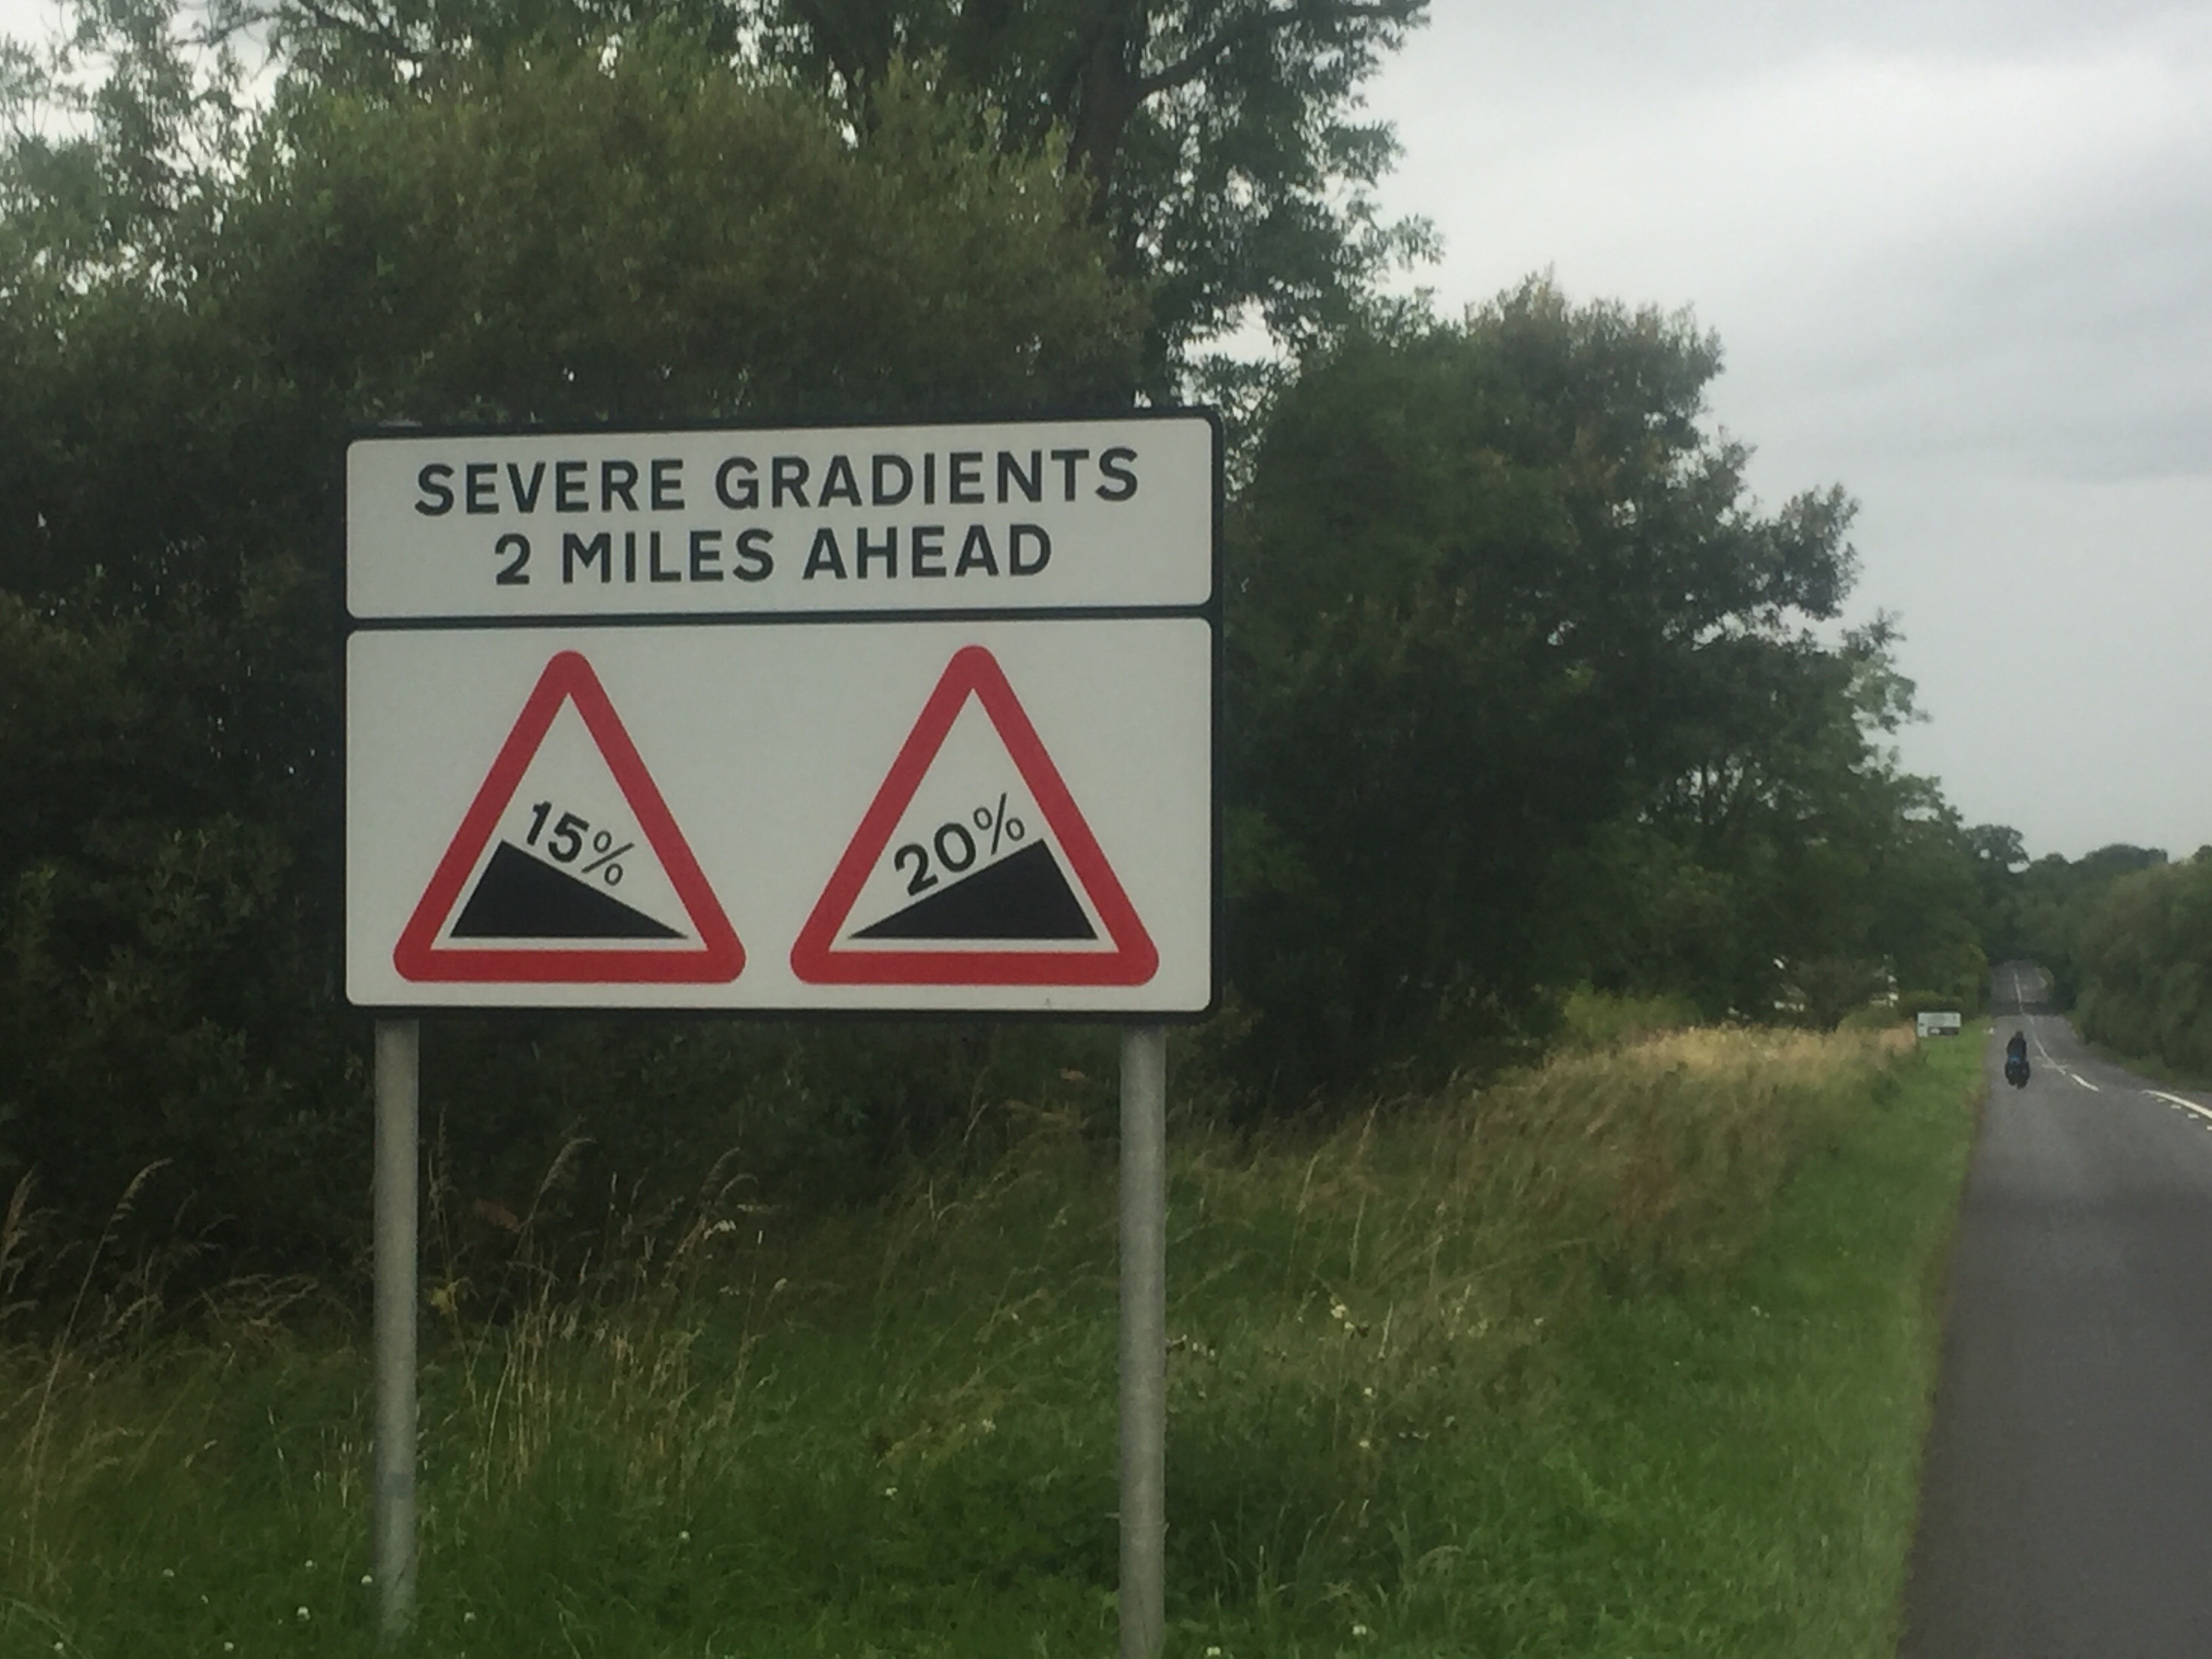 SEVERE GRADIENTS
2 MILES AHEAD
15%
20%